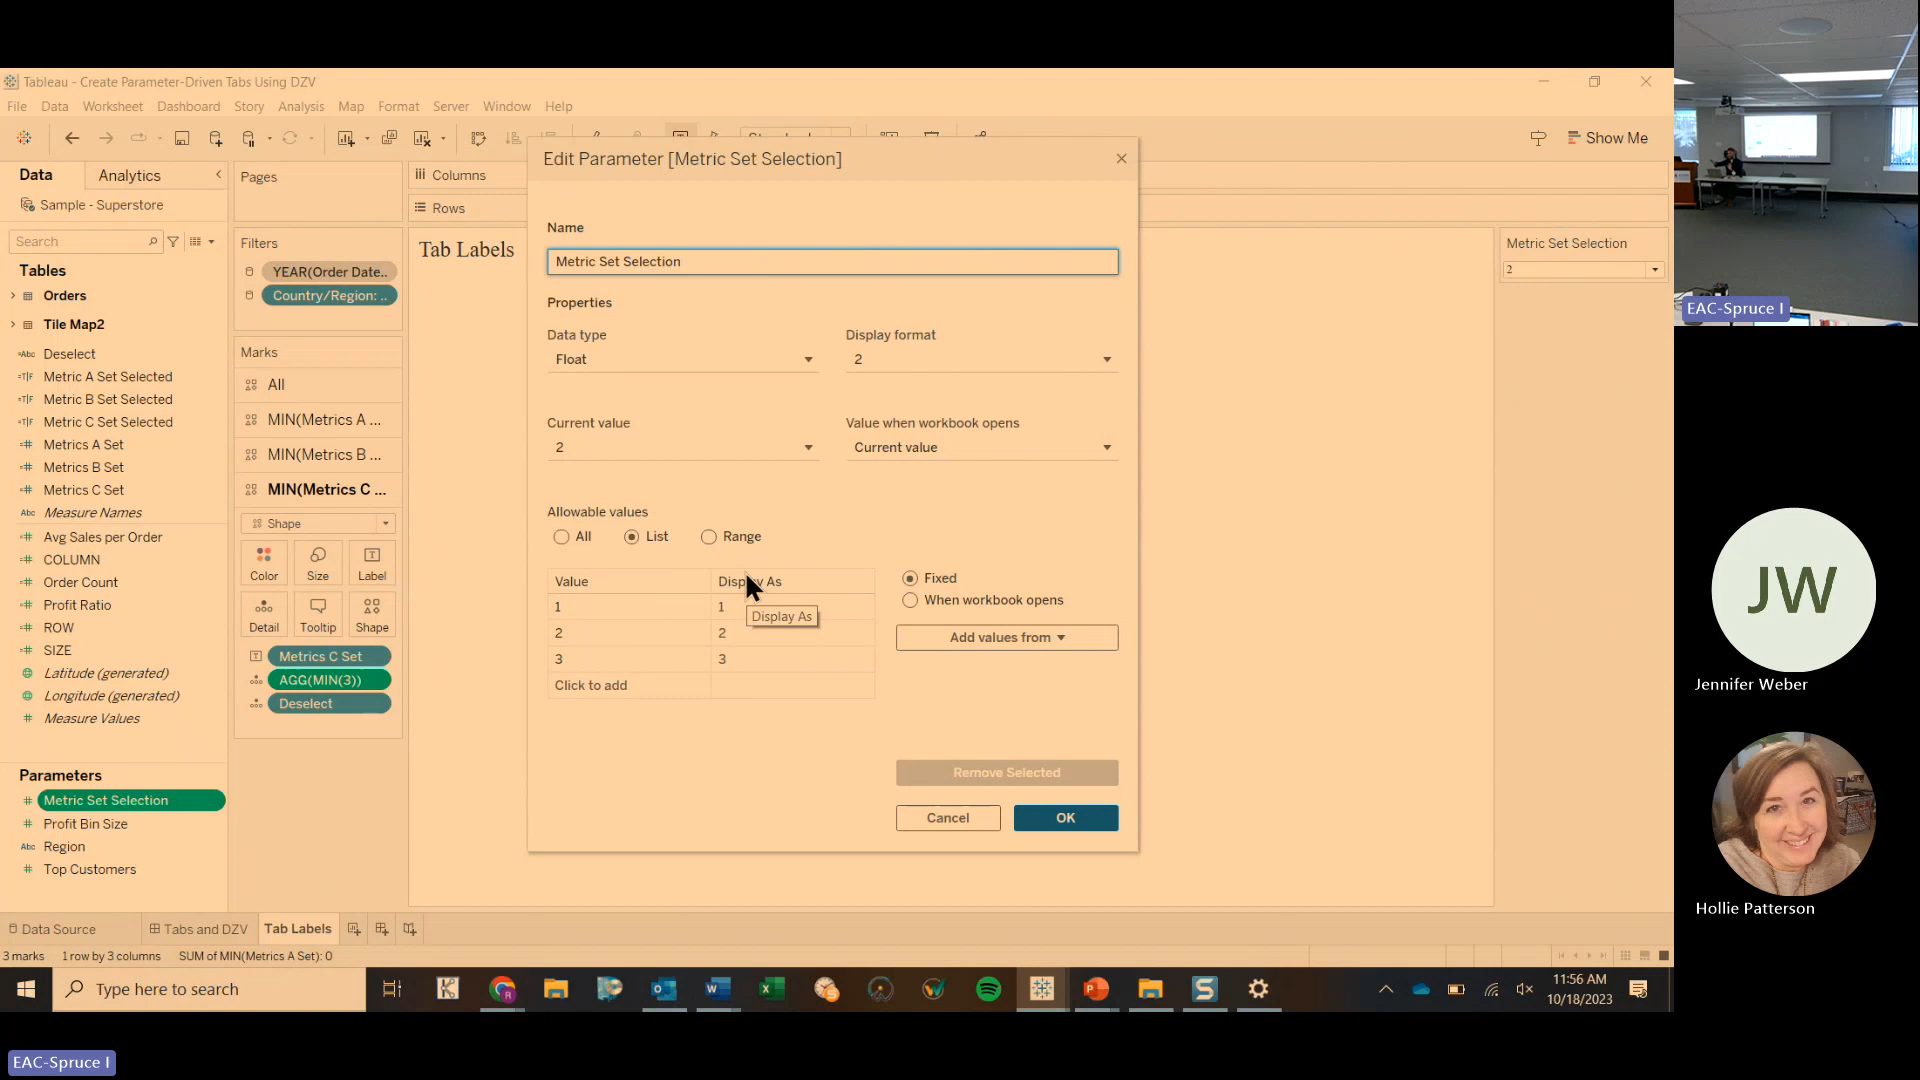 Tableau - Create Parameter-Driven Tabs Using DZV
File Data Worksheet Dashboard Story Analysis Map Format Server Window Help
Show Me
Data Analytics
Sample - Superstore
Search
Tables
Orders
Tile Map2
Abc Deselect
T|F Metric A Set Selected
T|F Metric B Set Selected
T|F Metric C Set Selected
Metrics A Set
Metrics B Set
Metrics C Set
Abc Measure Names
Avg Sales per Order
COLUMN
Order Count
Profit Ratio
ROW
SIZE
Latitude (generated)
Longitude (generated)
Measure Values
Parameters
Metric Set Selection
Profit Bin Size
Abc Region
Top Customers
Pages
Filters
YEAR(Order Date..
Country/Region: ..
Marks
All
MIN(Metrics A ...
MIN(Metrics B ...
MIN(Metrics C ...
Shape
Color Size Label
Detail Tooltip Shape
Metrics C Set
AGG(MIN(3))
Deselect
Columns
Rows
Tab Labels
Edit Parameter [Metric Set Selection]
Name
Metric Set Selection
Properties
Data type Display format
Float 2
Current value Value when workbook opens
2 Current value
Allowable values
All List Range
Value Display As
1 1
2 2
3 3
Click to add
Display As
Fixed
When workbook opens
Add values from
Remove Selected
Cancel OK
Metric Set Selection
2
Data Source Tabs and DZV Tab Labels
3 marks 1 row by 3 columns SUM of MIN(Metrics A Set): 0
Type here to search
11:56 AM
10/18/2023
EAC-Spruce I
EAC-Spruce I
JW
Jennifer Weber
Hollie Patterson